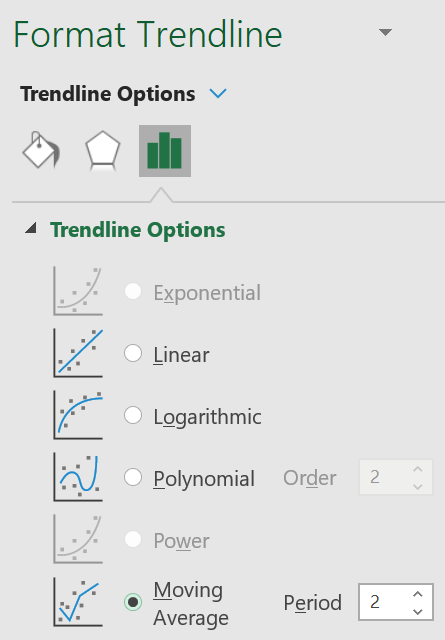 Format Trendline
Trendline Options
Trendline Options
Exponential
Linear
Logarithmic
Polynomial Order 2
Power
Moving
Average Period 2